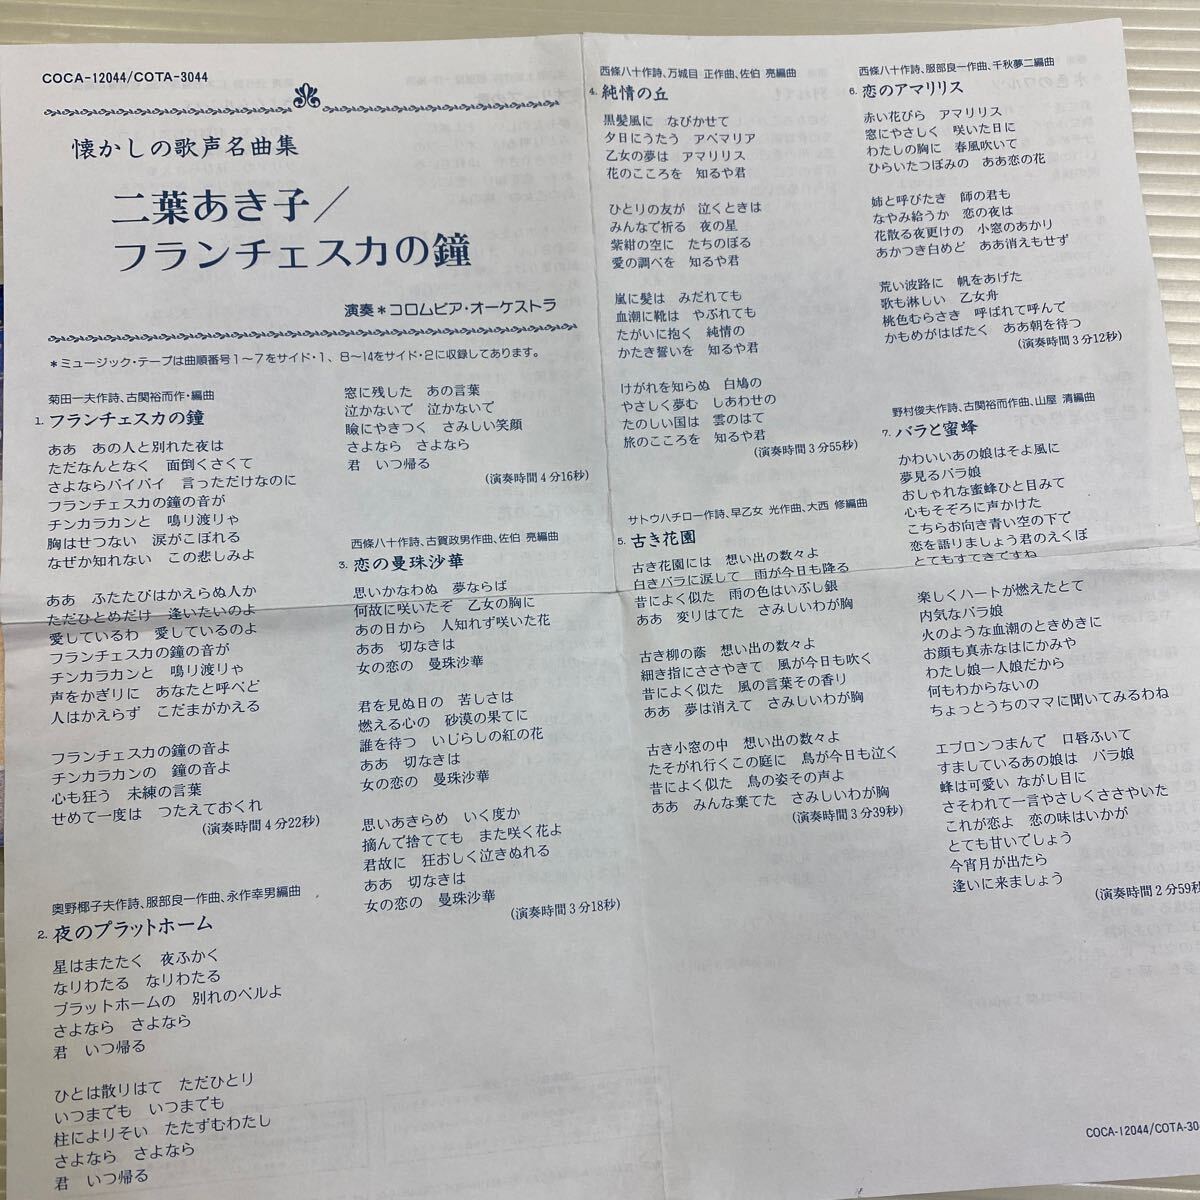 COCA-12044/COTA-3044
懐かしの歌声名曲集
二葉あき子／
フランチェスカの鐘
演奏＊コロムビア・オーケストラ
＊ミュージック・テープは曲順番号1～7をサイド・1、8～14をサイド・2に収録してあります。
菊田一夫作詩、古関裕而作・編曲
1. フランチェスカの鐘
ああ　あの人と別れた夜は
ただなんとなく　面倒くさくて
さよならバイバイ　言っただけなのに
フランチェスカの鐘の音が
チンカラカンと　鳴り渡りゃ
胸はせつない　涙がこぼれる
なぜか知れない　この悲しみよ
ああ　ふたたびはかえらぬ人か
ただひとめだけ　逢いたいのよ
愛しているわ　愛しているのよ
フランチェスカの鐘の音が
チンカラカンと　鳴り渡りゃ
声をかぎりに　あなたと呼べど
人はかえらず　こだまがかえる
フランチェスカの鐘の音よ
チンカラカンの　鐘の音よ
心も狂う　未練の言葉
せめて一度は　つたえておくれ
(演奏時間4分22秒)
奥野椰子夫作詩、服部良一作曲、永作幸男編曲
2. 夜のプラットホーム
星はまたたく　夜ふかく
なりわたる　なりわたる
プラットホームの　別れのベルよ
さよなら　さよなら
君　いつ帰る
ひとは散りはて　ただひとり
いつまでも　いつまでも
柱によりそい　たたずむわたし
さよなら　さよなら
君　いつ帰る
窓に残した　あの言葉
泣かないで　泣かないで
瞼にやきつく　さみしい笑顔
さよなら　さよなら
君　いつ帰る
(演奏時間4分16秒)
西條八十作詩、古賀政男作曲、佐伯 亮編曲
3. 恋の曼珠沙華
思いかなわぬ　夢ならば
何故に咲いたぞ　乙女の胸に
あの日から　人知れず咲いた花
ああ　切なきは
女の恋の　曼珠沙華
君を見ぬ日の　苦しさは
燃える心の　砂漠の果てに
誰を待つ　いじらしの紅の花
ああ　切なきは
女の恋の　曼珠沙華
思いあきらめ　いく度か
摘んで捨てても　また咲く花よ
君故に　狂おしく泣きぬれる
ああ　切なきは
女の恋の　曼珠沙華
(演奏時間3分18秒)
西條八十作詩、万城目 正作曲、佐伯 亮編曲
4. 純情の丘
黒髪風に　なびかせて
夕日にうたう　アベマリア
乙女の夢は　アマリリス
花のこころを　知るや君
ひとりの友が　泣くときは
みんなで祈る　夜の星
紫紺の空に　たちのぼる
愛の調べを　知るや君
嵐に髪は　みだれても
血潮に靴は　やぶれても
たがいに抱く　純情の
かたき誓いを　知るや君
けがれを知らぬ　白鳩の
やさしく夢む　しあわせの
たのしい国は　雲のはて
旅のこころを　知るや君
(演奏時間3分55秒)
サトウハチロー作詩、早乙女 光作曲、大西 修編曲
5. 古き花園
古き花園には　想い出の数々よ
白きバラに涙して　雨が今日も降る
昔によく似た　雨の色はいぶし銀
ああ　変りはてた　さみしいわが胸
古き柳の蔭　想い出の数々よ
細き指にささやきて　風が今日も吹く
昔によく似た　風の言葉その香り
ああ　夢は消えて　さみしいわが胸
古き小窓の中　想い出の数々よ
たそがれ行くこの庭に　鳥が今日も泣く
昔によく似た　鳥の姿その声よ
ああ　みんな棄てた　さみしいわが胸
(演奏時間3分39秒)
西條八十作詩、服部良一作曲、千秋夢二編曲
6. 恋のアマリリス
赤い花びら　アマリリス
窓にやさしく　咲いた日に
わたしの胸に　春風吹いて
ひらいたつぼみの　ああ恋の花
姉と呼びたき　師の君も
なやみ給うか　恋の夜は
花散る夜更けの　小窓のあかり
あかつき白めど　ああ消えもせず
荒い波路に　帆をあげた
歌も淋しい　乙女舟
桃色むらさき　呼ばれて呼んで
かもめがはばたく　ああ朝を待つ
(演奏時間3分12秒)
野村俊夫作詩、古関裕而作曲、山屋 清編曲
7. バラと蜜蜂
かわいいあの娘はそよ風に
夢見るバラ娘
おしゃれな蜜蜂ひと目みて
心もそぞろに声かけた
こちらお向き青い空の下で
恋を語りましょう君のえくぼ
とてもすてきですね
楽しくハートが燃えたとて
内気なバラ娘
火のような血潮のときめきに
お顔も真赤なはにかみや
わたし娘一人娘だから
何もわからないの
ちょっとうちのママに聞いてみるわね
エプロンつまんで　口唇ふいて
すましているあの娘は　バラ娘
蜂は可愛い ながし目に
さそわれて一言やさしくささやいた
これが恋よ　恋の味はいかが
とても甘いでしょう
今宵月が出たら
逢いに来ましょう
(演奏時間2分59秒
COCA-12044/COTA-30